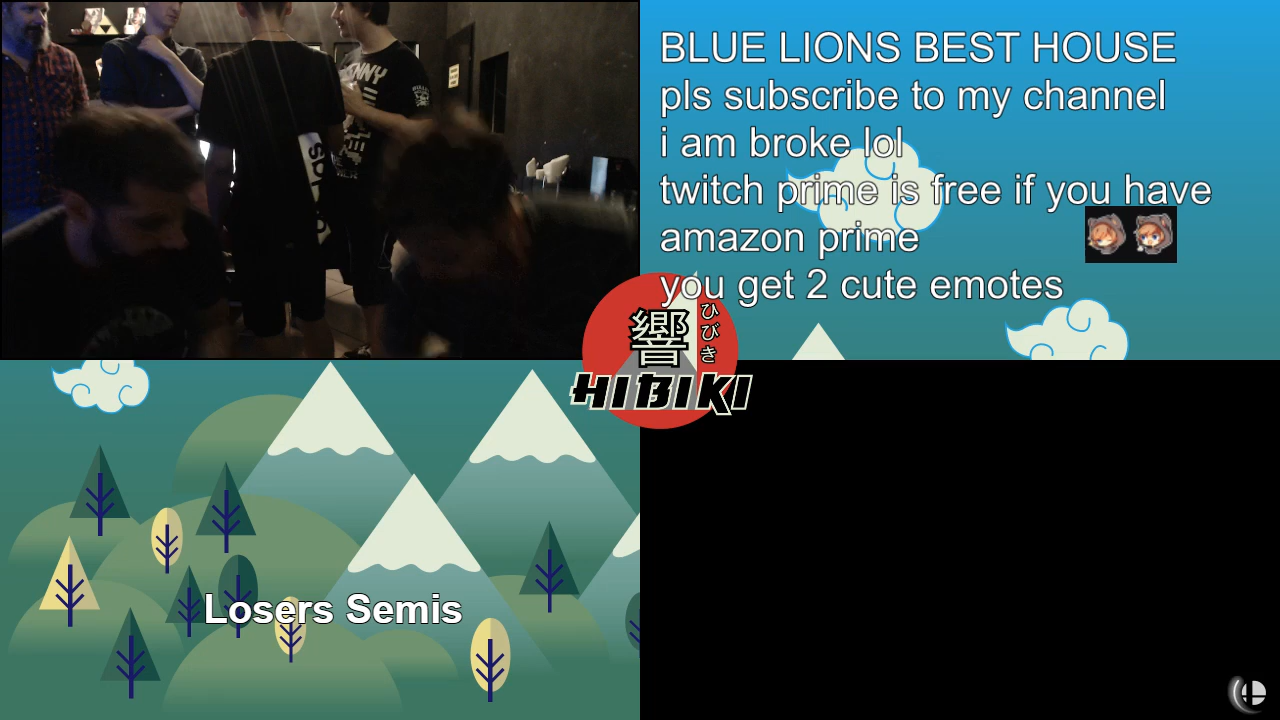 BLUE LIONS BEST HOUSE
pls subscribe to my channel
i am broke lol
twitch prime is free if you have
amazon prime
you get 2 cute emotes
響
ひびき
HIBIKI
Losers Semis